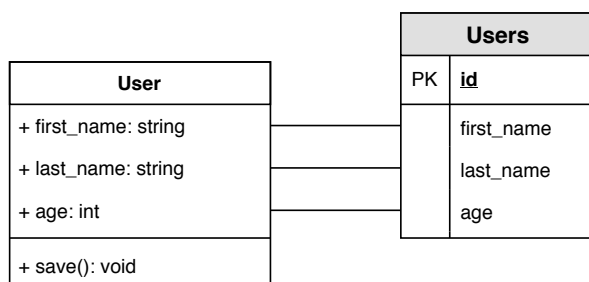 User
+ first_name: string
+ last_name: string
+ age: int
+ save(): void
Users
PK id
first_name
last_name
age